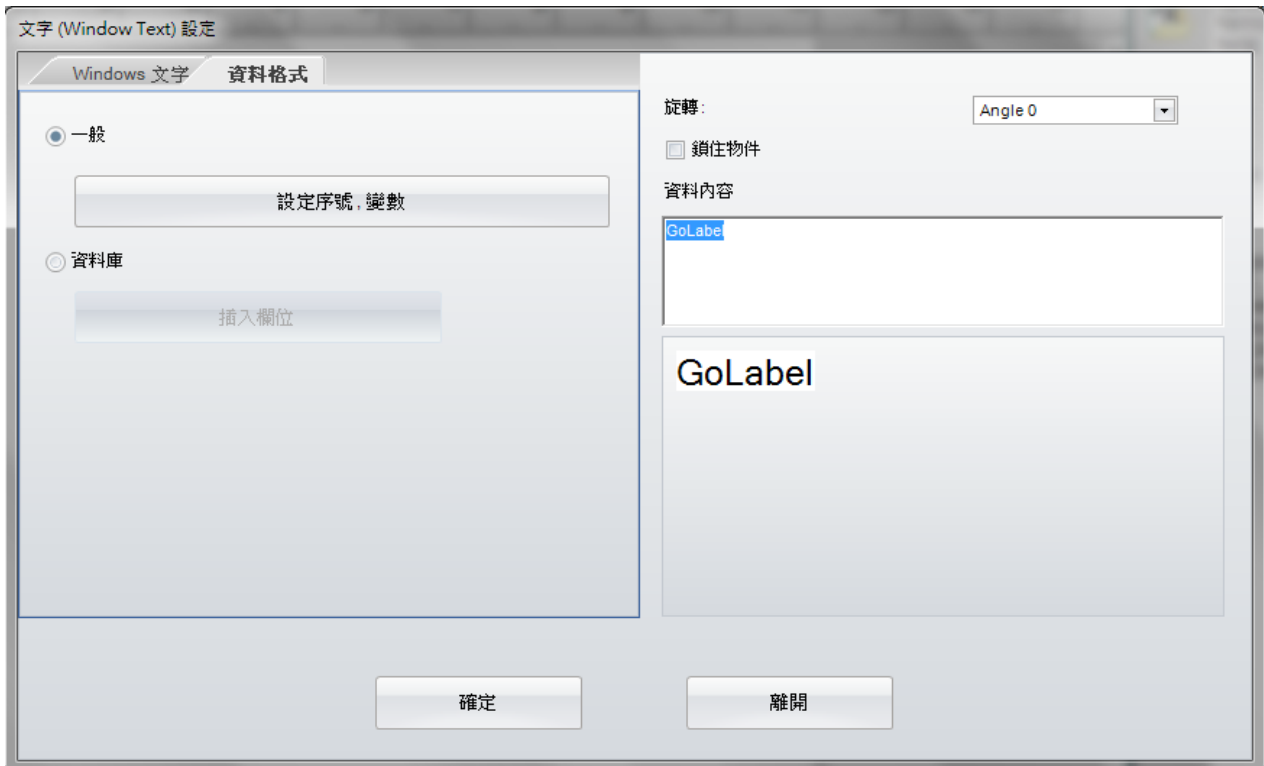 文字 (Window Text) 設定
Windows 文字
資料格式
一般
設定序號, 變數
資料庫
插入欄位
旋轉:
Angle 0
鎖住物件
資料內容
GoLabel
GoLabel
確定
離開